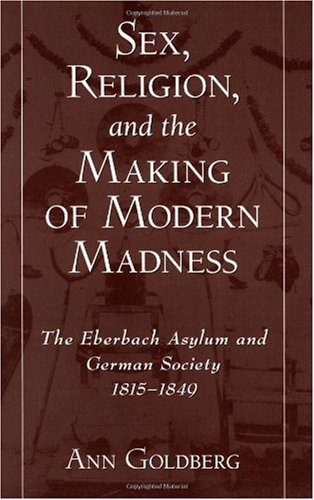 SEX,
RELIGION,
AND THE
MAKING
OF MODERN
MADNESS
The Eberbach Asylum and
German Society
1815–1849
ANN GOLDBERG